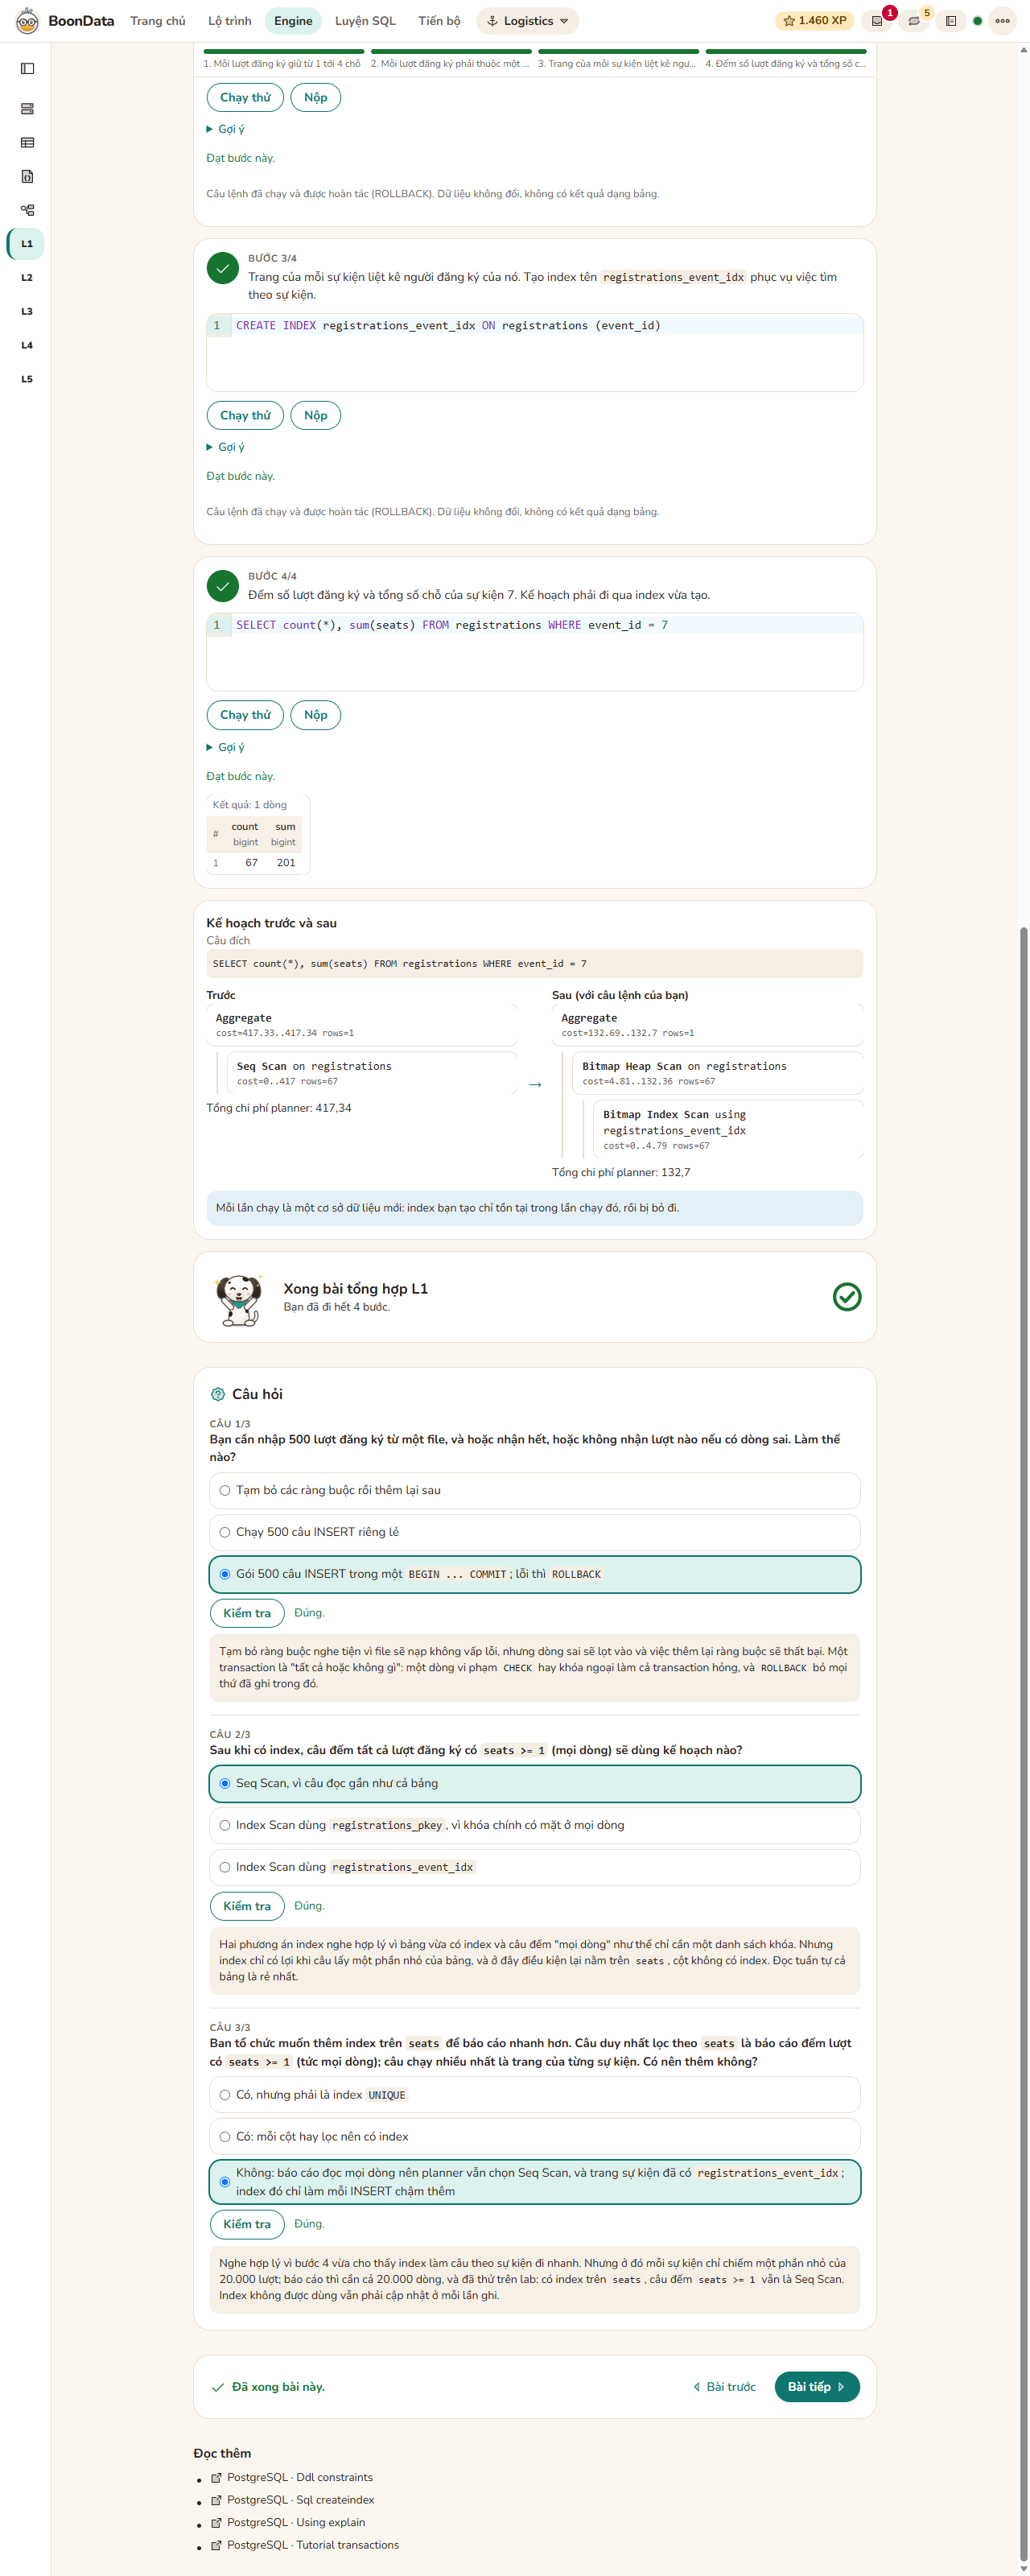 BoonData
Trang chủ
Lộ trình
Engine
Luyện SQL
Tiến bộ
Logistics
1.460 XP
1
5
L1
L2
L3
L4
L5
1. Mỗi lượt đăng ký giữ từ 1 tới 4 chỗ
2. Mỗi lượt đăng ký phải thuộc một ...
3. Trang của mỗi sự kiện liệt kê ngư...
4. Đếm số lượt đăng ký và tổng số c...
Chạy thử
Nộp
Gợi ý
Đạt bước này.
Câu lệnh đã chạy và được hoàn tác (ROLLBACK). Dữ liệu không đổi, không có kết quả dạng bảng.
BƯỚC 3/4
Trang của mỗi sự kiện liệt kê người đăng ký của nó. Tạo index tên registrations_event_idx phục vụ việc tìm
theo sự kiện.
1 CREATE INDEX registrations_event_idx ON registrations (event_id)
Chạy thử
Nộp
Gợi ý
Đạt bước này.
Câu lệnh đã chạy và được hoàn tác (ROLLBACK). Dữ liệu không đổi, không có kết quả dạng bảng.
BƯỚC 4/4
Đếm số lượt đăng ký và tổng số chỗ của sự kiện 7. Kế hoạch phải đi qua index vừa tạo.
1 SELECT count(*), sum(seats) FROM registrations WHERE event_id = 7
Chạy thử
Nộp
Gợi ý
Đạt bước này.
Kết quả: 1 dòng
# count sum
bigint bigint
1 67 201
Kế hoạch trước và sau
Câu đích
SELECT count(*), sum(seats) FROM registrations WHERE event_id = 7
Trước
Aggregate
cost=417.33..417.34 rows=1
Seq Scan on registrations
cost=0..417 rows=67
Tổng chi phí planner: 417,34
→
Sau (với câu lệnh của bạn)
Aggregate
cost=132.69..132.7 rows=1
Bitmap Heap Scan on registrations
cost=4.81..132.36 rows=67
Bitmap Index Scan using
registrations_event_idx
cost=0..4.79 rows=67
Tổng chi phí planner: 132,7
Mỗi lần chạy là một cơ sở dữ liệu mới: index bạn tạo chỉ tồn tại trong lần chạy đó, rồi bị bỏ đi.
Xong bài tổng hợp L1
Bạn đã đi hết 4 bước.
Câu hỏi
CÂU 1/3
Bạn cần nhập 500 lượt đăng ký từ một file, và hoặc nhận hết, hoặc không nhận lượt nào nếu có dòng sai. Làm thế
nào?
Tạm bỏ các ràng buộc rồi thêm lại sau
Chạy 500 câu INSERT riêng lẻ
Gói 500 câu INSERT trong một BEGIN ... COMMIT; lỗi thì ROLLBACK
Kiểm tra
Đúng.
Tạm bỏ ràng buộc nghe tiện vì file sẽ nạp không vấp lỗi, nhưng dòng sai sẽ lọt vào và việc thêm lại ràng buộc sẽ thất bại. Một
transaction là "tất cả hoặc không gì": một dòng vi phạm CHECK hay khóa ngoại làm cả transaction hỏng, và ROLLBACK bỏ mọi
thứ đã ghi trong đó.
CÂU 2/3
Sau khi có index, câu đếm tất cả lượt đăng ký có seats >= 1 (mọi dòng) sẽ dùng kế hoạch nào?
Seq Scan, vì câu đọc gần như cả bảng
Index Scan dùng registrations_pkey, vì khóa chính có mặt ở mọi dòng
Index Scan dùng registrations_event_idx
Kiểm tra
Đúng.
Hai phương án index nghe hợp lý vì bảng vừa có index và câu đếm "mọi dòng" như thể chỉ cần một danh sách khóa. Nhưng
index chỉ có lợi khi câu lấy một phần nhỏ của bảng, và ở đây điều kiện lại nằm trên seats, cột không có index. Đọc tuần tự cả
bảng là rẻ nhất.
CÂU 3/3
Ban tổ chức muốn thêm index trên seats để báo cáo nhanh hơn. Câu duy nhất lọc theo seats là báo cáo đếm lượt
có seats >= 1 (tức mọi dòng); câu chạy nhiều nhất là trang của từng sự kiện. Có nên thêm không?
Có, nhưng phải là index UNIQUE
Có: mỗi cột hay lọc nên có index
Không: báo cáo đọc mọi dòng nên planner vẫn chọn Seq Scan, và trang sự kiện đã có registrations_event_idx;
index đó chỉ làm mỗi INSERT chậm thêm
Kiểm tra
Đúng.
Nghe hợp lý vì bước 4 vừa cho thấy index làm câu theo sự kiện đi nhanh. Nhưng ở đó mỗi sự kiện chỉ chiếm một phần nhỏ của
20.000 lượt; báo cáo thì cần cả 20.000 dòng, và đã thử trên lab: có index trên seats, câu đếm seats >= 1 vẫn là Seq Scan.
Index không được dùng vẫn phải cập nhật ở mỗi lần ghi.
Đã xong bài này.
Bài trước
Bài tiếp
Đọc thêm
PostgreSQL · Ddl constraints
PostgreSQL · Sql createindex
PostgreSQL · Using explain
PostgreSQL · Tutorial transactions